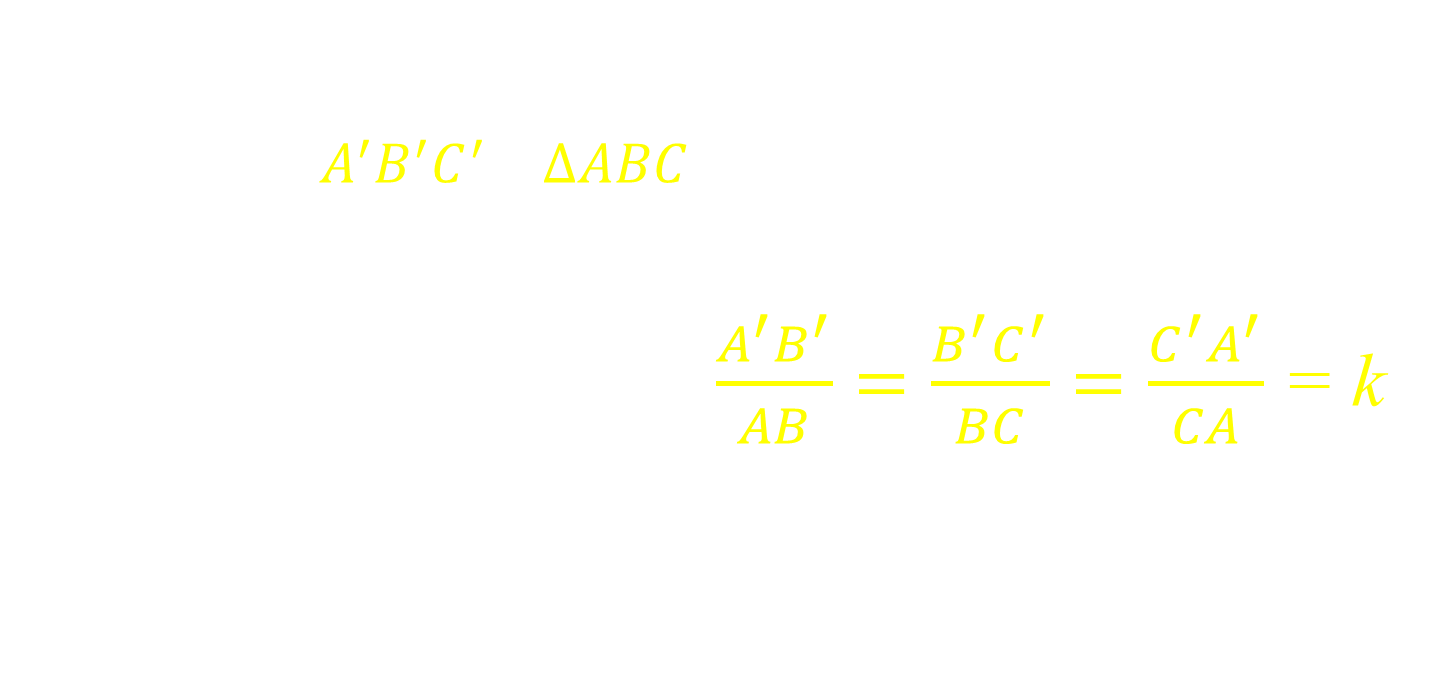 A′B′C′ ΔABC
A′B′/AB = B′C′/BC = C′A′/CA = k